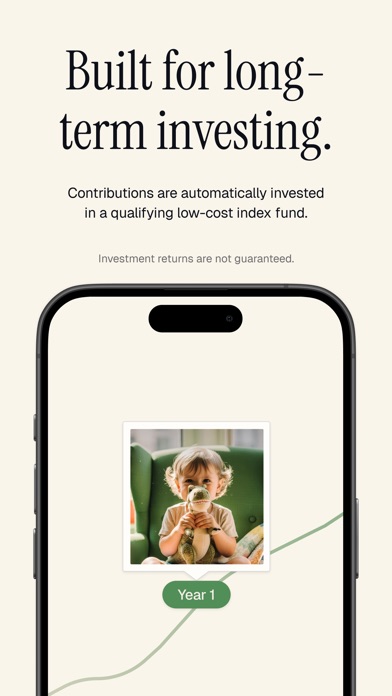 Built for long-
term investing.
Contributions are automatically invested
in a qualifying low-cost index fund.
Investment returns are not guaranteed.
Year 1